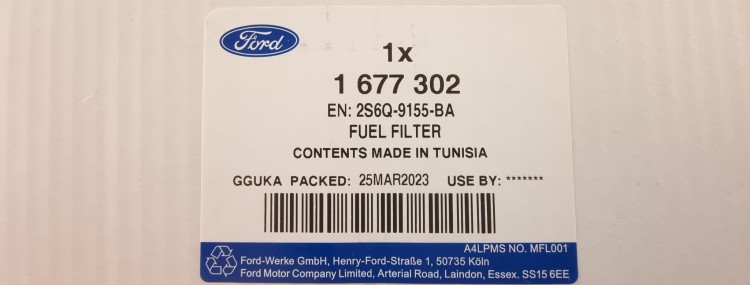 Ford
1x
1 677 302
EN: 2S6Q-9155-BA
FUEL FILTER
CONTENTS MADE IN TUNISIA
GGUKA PACKED: 25MAR2023 USE BY: *******
A4LPMS NO. MFL001
Ford-Werke GmbH, Henry-Ford-Straße 1, 50735 Köln
Ford Motor Company Limited, Arterial Road, Laindon, Essex. SS15 6EE